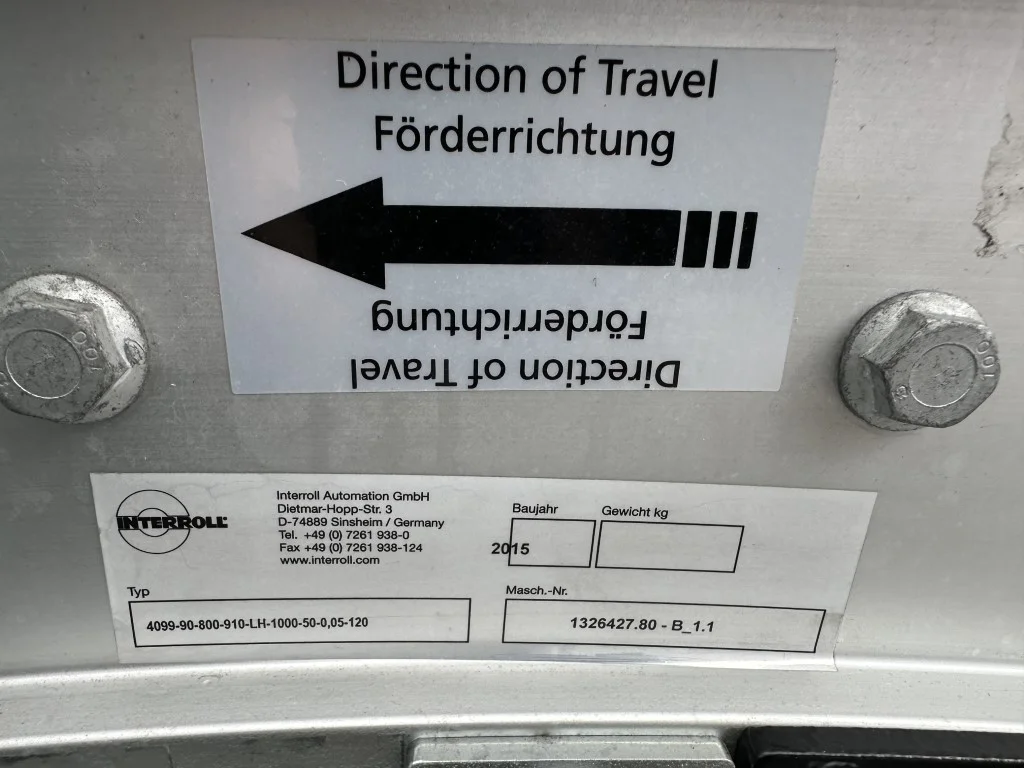 Direction of Travel
Förderrichtung
Förderrichtung
Direction of Travel
100
001
INTERROLL
Interroll Automation GmbH
Dietmar-Hopp-Str. 3
D-74889 Sinsheim / Germany
Tel. +49 (0) 7261 938-0
Fax +49 (0) 7261 938-124
www.interroll.com
Baujahr
Gewicht kg
2015
Typ
4099-90-800-910-LH-1000-50-0,05-120
Masch.-Nr.
1326427.80 - B_1.1